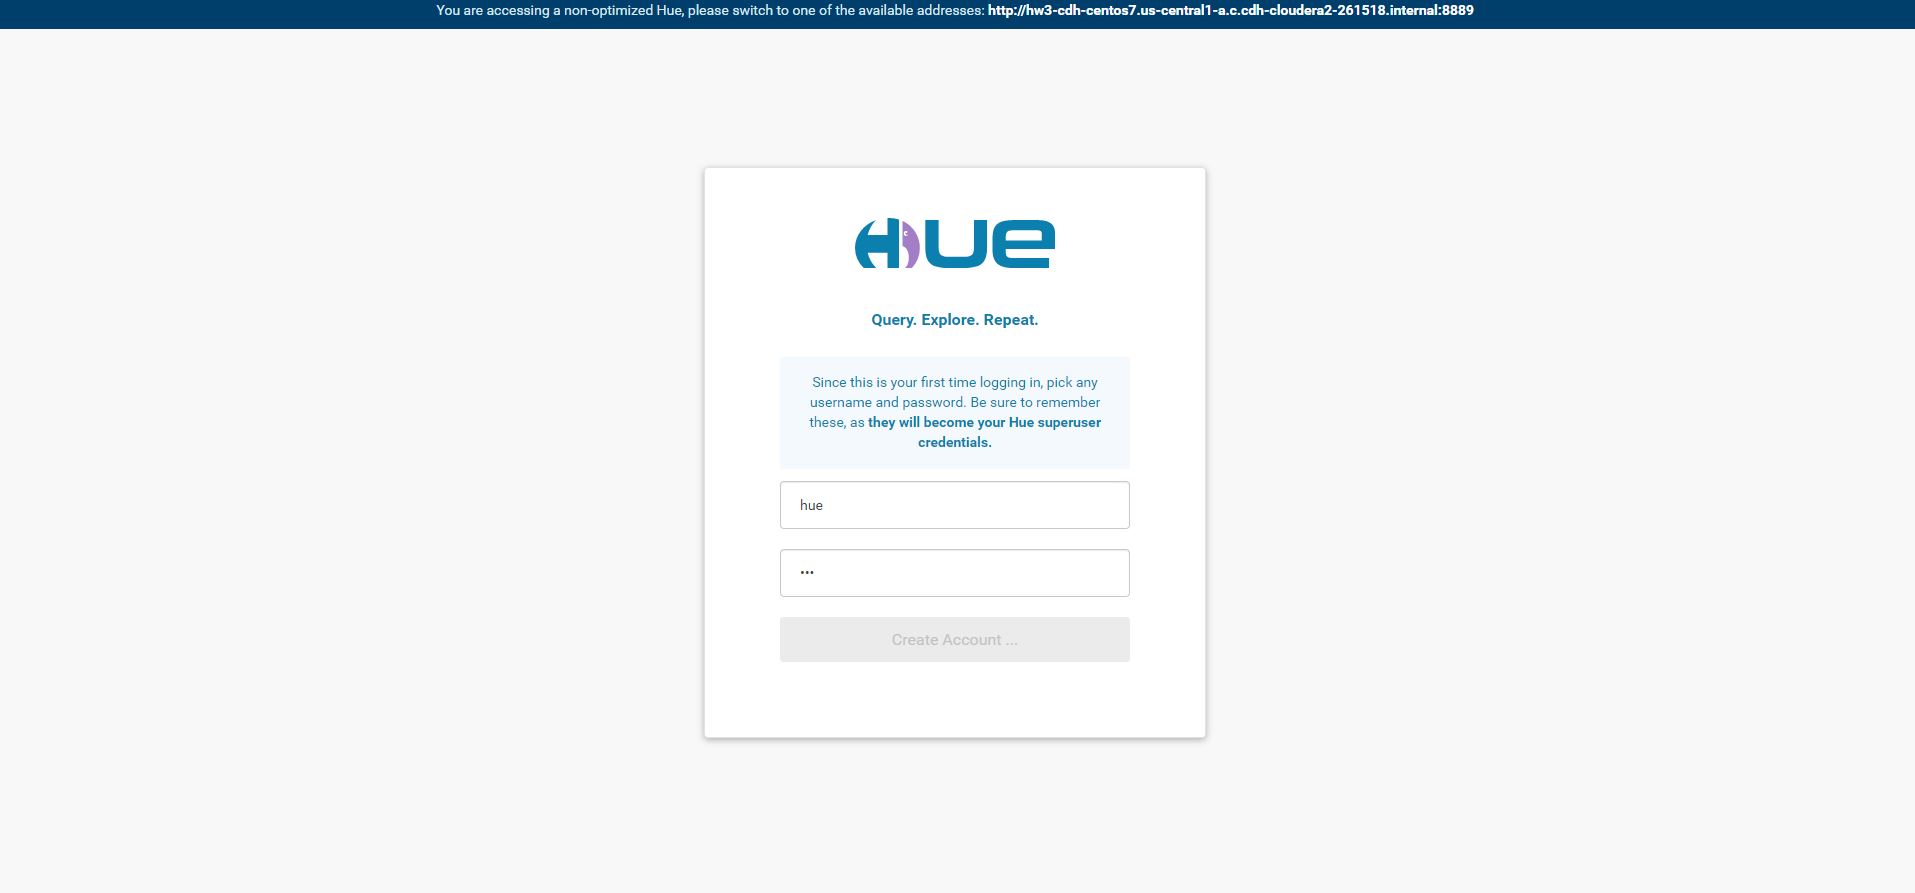 You are accessing a non-optimized Hue, please switch to one of the available addresses: http://hw3-cdh-centos7.us-central1-a.c.cdh-cloudera2-261518.internal:8889
HUE
Query. Explore. Repeat.
Since this is your first time logging in, pick any
username and password. Be sure to remember
these, as they will become your Hue superuser
credentials.
hue
•••
Create Account ...